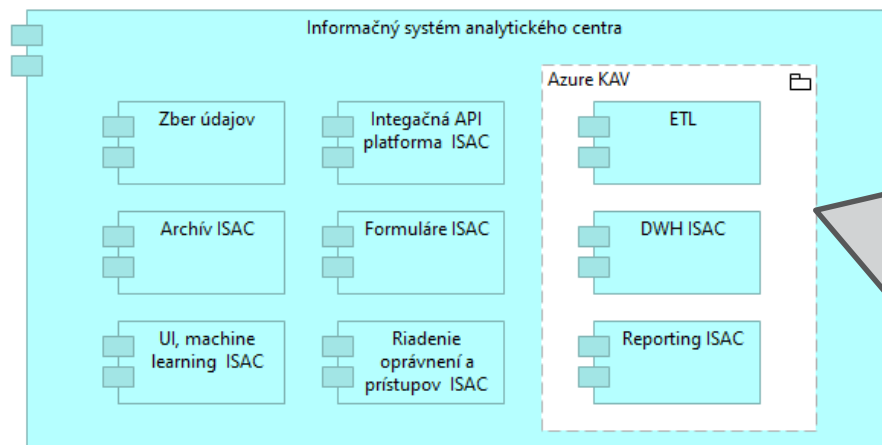 Informačný systém analytického centra
Azure KAV
Zber údajov
Integačná API
platforma ISAC
ETL
Archív ISAC
Formuláre ISAC
DWH ISAC
UI, machine
learning ISAC
Riadenie
oprávnení a
prístupov ISAC
Reporting ISAC